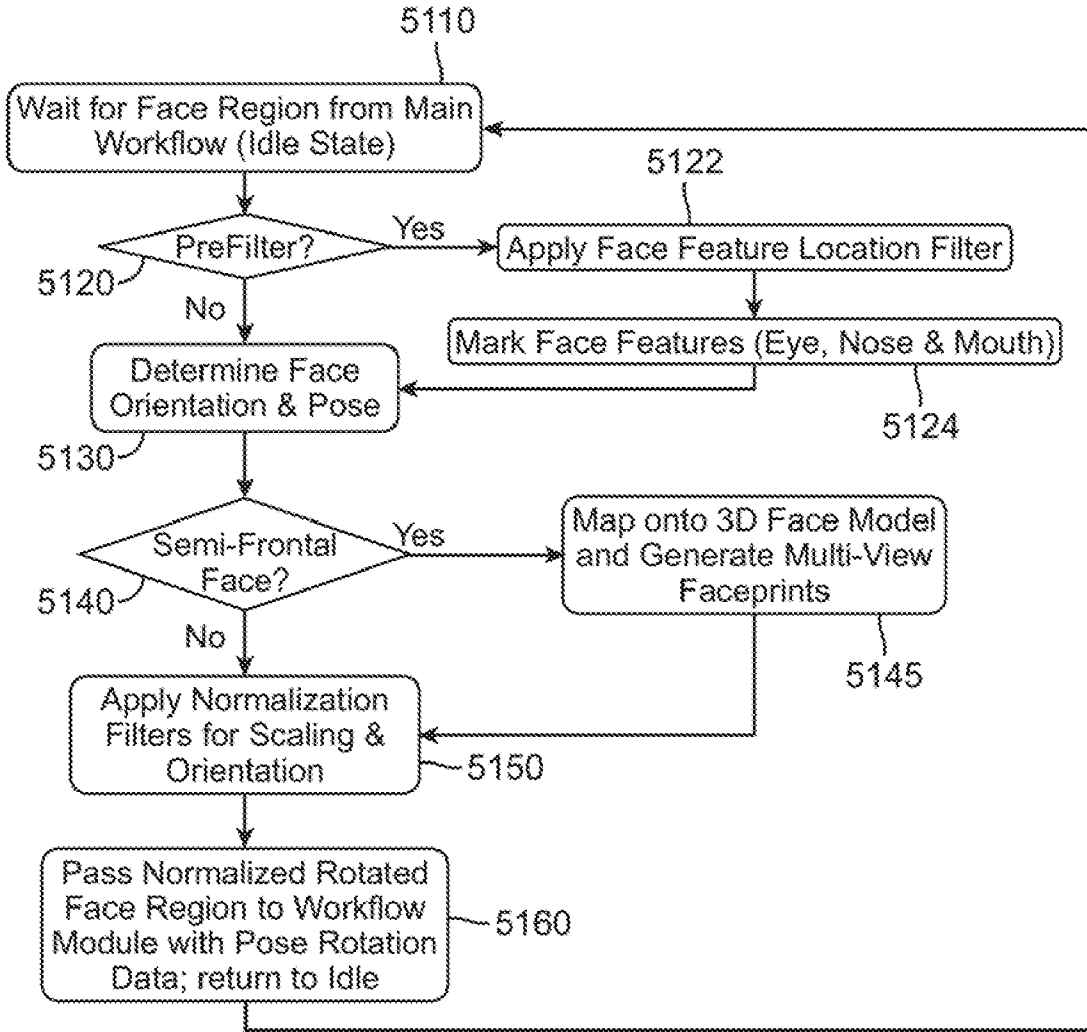 5110
Wait for Face Region from Main
Workflow (Idle State)
5122
PreFilter?
Yes
Apply Face Feature Location Filter
5120
No
Mark Face Features (Eye, Nose & Mouth)
Determine Face
Orientation & Pose
5124
5130
Semi-Frontal
Face?
Yes
Map onto 3D Face Model
and Generate Multi-View
Faceprints
5140
No
5145
Apply Normalization
Filters for Scaling &
Orientation
5150
Pass Normalized Rotated
Face Region to Workflow
Module with Pose Rotation
Data; return to Idle
5160